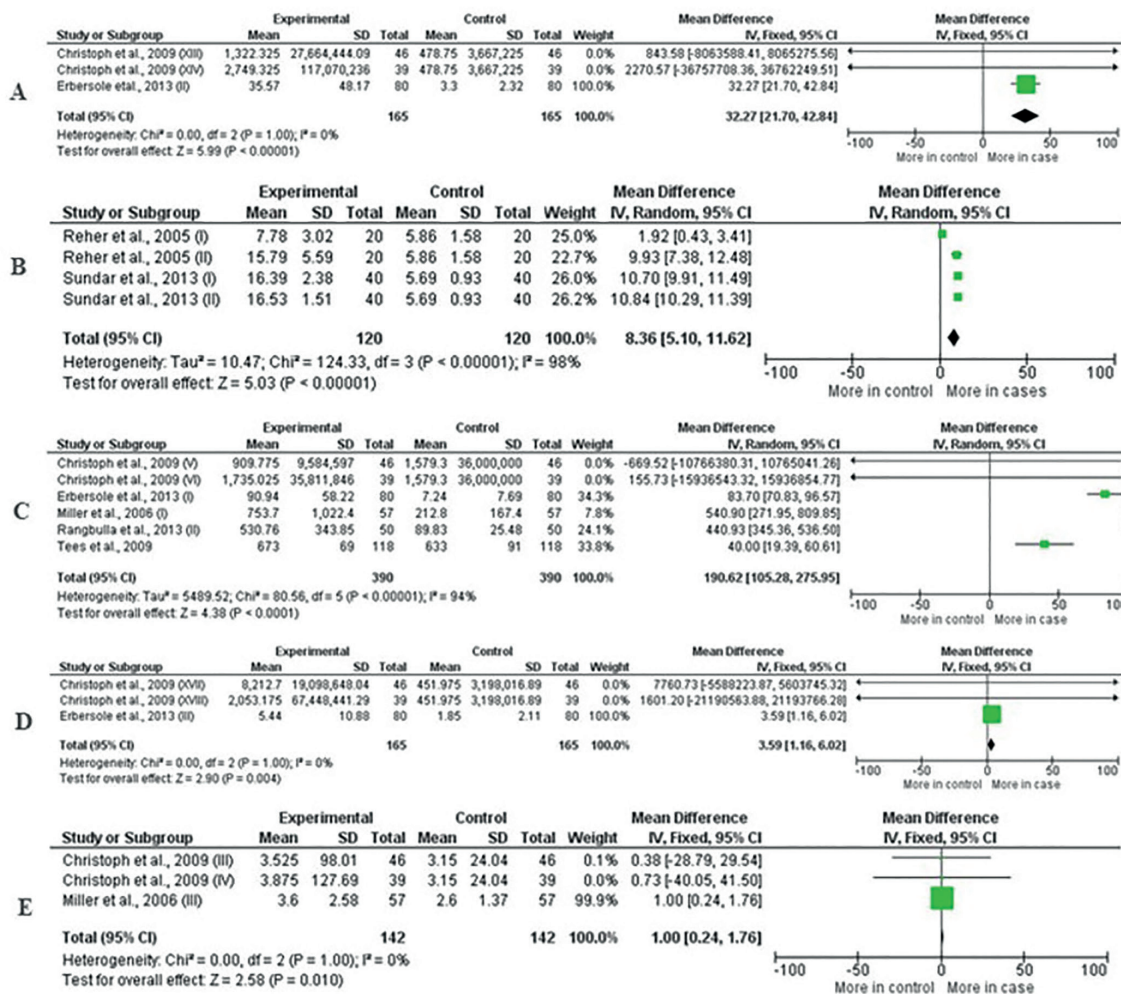 A
Experimental Control Mean Difference Mean Difference
Study or Subgroup Mean SD Total Mean SD Total Weight IV, Fixed, 95% CI IV, Fixed, 95% CI
Christoph et al., 2009 (XIII) 1,322.325 27,664,444.09 46 478.75 3,667,225 46 0.0% 843.58 [-8063588.41, 8065275.56]
Christoph et al., 2009 (XIV) 2,749.325 117,070,236 39 478.75 3,667,225 39 0.0% 2270.57 [-36757708.36, 36762249.51]
Erbersole etal., 2013 (II) 35.57 48.17 80 3.3 2.32 80 100.0% 32.27 [21.70, 42.84]
Total (95% CI) 165 165 100.0% 32.27 [21.70, 42.84]
Heterogeneity: Chi² = 0.00, df = 2 (P = 1.00); I² = 0%
Test for overall effect: Z = 5.99 (P < 0.00001)
-100 -50 0 50 100
More in control More in case
B
Experimental Control Mean Difference Mean Difference
Study or Subgroup Mean SD Total Mean SD Total Weight IV, Random, 95% CI IV, Random, 95% CI
Reher et al., 2005 (I) 7.78 3.02 20 5.86 1.58 20 25.0% 1.92 [0.43, 3.41]
Reher et al., 2005 (II) 15.79 5.59 20 5.86 1.58 20 22.7% 9.93 [7.38, 12.48]
Sundar et al., 2013 (I) 16.39 2.38 40 5.69 0.93 40 26.0% 10.70 [9.91, 11.49]
Sundar et al., 2013 (II) 16.53 1.51 40 5.69 0.93 40 26.2% 10.84 [10.29, 11.39]
Total (95% CI) 120 120 100.0% 8.36 [5.10, 11.62]
Heterogeneity: Tau² = 10.47; Chi² = 124.33, df = 3 (P < 0.00001); I² = 98%
Test for overall effect: Z = 5.03 (P < 0.00001)
-100 -50 0 50 100
More in control More in cases
C
Experimental Control Mean Difference Mean Difference
Study or Subgroup Mean SD Total Mean SD Total Weight IV, Random, 95% CI IV, Random, 95% CI
Christoph et al., 2009 (V) 909.775 9,584,597 46 1,579.3 36,000,000 46 0.0% -669.52 [-10766380.31, 10765041.26]
Christoph et al., 2009 (VI) 1,735.025 35,811,846 39 1,579.3 36,000,000 39 0.0% 155.73 [-15936543.32, 15936854.77]
Erbersole et al., 2013 (I) 90.94 58.22 80 7.24 7.69 80 34.3% 83.70 [70.83, 96.57]
Miller et al., 2006 (I) 753.7 1,022.4 57 212.8 167.4 57 7.8% 540.90 [271.95, 809.85]
Rangbulla et al., 2013 (II) 530.76 343.85 50 89.83 25.48 50 24.1% 440.93 [345.36, 536.50]
Tees et al., 2009 673 69 118 633 91 118 33.8% 40.00 [19.39, 60.61]
Total (95% CI) 390 390 100.0% 190.62 [105.28, 275.95]
Heterogeneity: Tau² = 5489.52; Chi² = 80.56, df = 5 (P < 0.00001); I² = 94%
Test for overall effect: Z = 4.38 (P < 0.0001)
-100 -50 0 50 100
More in control More in case
D
Experimental Control Mean Difference Mean Difference
Study or Subgroup Mean SD Total Mean SD Total Weight IV, Fixed, 95% CI IV, Fixed, 95% CI
Christoph et al., 2009 (XVII) 8,212.7 19,098,648.04 46 451.975 3,198,016.89 46 0.0% 7760.73 [-5588223.87, 5603745.32]
Christoph et al., 2009 (XVIII) 2,053.175 67,448,441.29 39 451.975 3,198,016.89 39 0.0% 1601.20 [-21190563.88, 21193766.28]
Erbersole et al., 2013 (III) 5.44 10.88 80 1.85 2.11 80 100.0% 3.59 [1.16, 6.02]
Total (95% CI) 165 165 100.0% 3.59 [1.16, 6.02]
Heterogeneity: Chi² = 0.00, df = 2 (P = 1.00); I² = 0%
Test for overall effect: Z = 2.90 (P = 0.004)
-100 -50 0 50 100
More in control More in case
E
Experimental Control Mean Difference Mean Difference
Study or Subgroup Mean SD Total Mean SD Total Weight IV, Fixed, 95% CI IV, Fixed, 95% CI
Christoph et al., 2009 (III) 3.525 98.01 46 3.15 24.04 46 0.1% 0.38 [-28.79, 29.54]
Christoph et al., 2009 (IV) 3.875 127.69 39 3.15 24.04 39 0.0% 0.73 [-40.05, 41.50]
Miller et al., 2006 (III) 3.6 2.58 57 2.6 1.37 57 99.9% 1.00 [0.24, 1.76]
Total (95% CI) 142 142 100.0% 1.00 [0.24, 1.76]
Heterogeneity: Chi² = 0.00, df = 2 (P = 1.00); I² = 0%
Test for overall effect: Z = 2.58 (P = 0.010)
-100 -50 0 50 100
More in control More in case